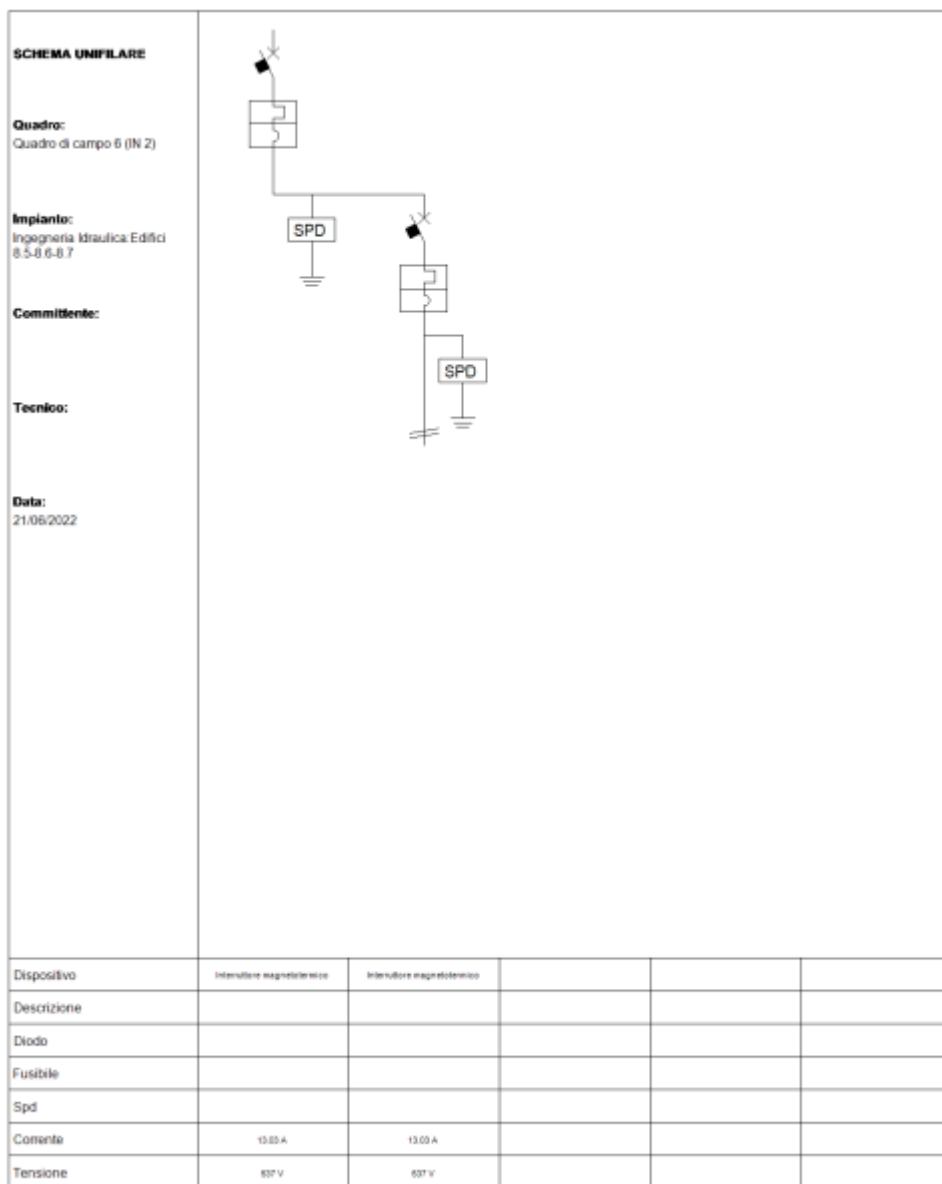 SCHEMA UNIFILARE
Quadro:
Quadro di campo 6 (IN 2)
Impianto:
Ingegneria Idraulica:Edifici
8.5-8.6-8.7
Committente:
Tecnico:
Data:
21/06/2022
SPD
SPD
Dispositivo Interruttore magnetotermico Interruttore magnetotermico
Descrizione
Diodo
Fusibile
Spd
Corrente 13.03 A 13.03 A
Tensione 637 V 637 V